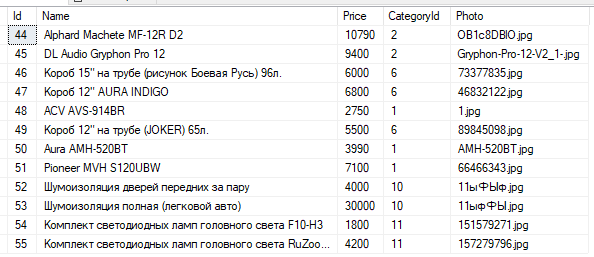 Id Name Price CategoryId Photo
44 Alphard Machete MF-12R D2 10790 2 OB1c8DBlO.jpg
45 DL Audio Gryphon Pro 12 9400 2 Gryphon-Pro-12-V2_1-.jpg
46 Короб 15" на трубе (рисунок Боевая Русь) 96л. 6000 6 73377835.jpg
47 Короб 12" AURA INDIGO 6800 6 46832122.jpg
48 ACV AVS-914BR 2750 1 1.jpg
49 Короб 12" на трубе (JOKER) 65л. 5500 6 89845098.jpg
50 Aura AMH-520BT 3990 1 AMH-520BT.jpg
51 Pioneer MVH S120UBW 7100 1 66466343.jpg
52 Шумоизоляция дверей передних за пару 4000 10 11ыФЫф.jpg
53 Шумоизоляция полная (легковой авто) 30000 10 11ыфФЫ.jpg
54 Комплект светодиодных ламп головного света F10-H3 1800 11 151579271.jpg
55 Комплект светодиодных ламп головного света RuZoo... 4200 11 157279796.jpg